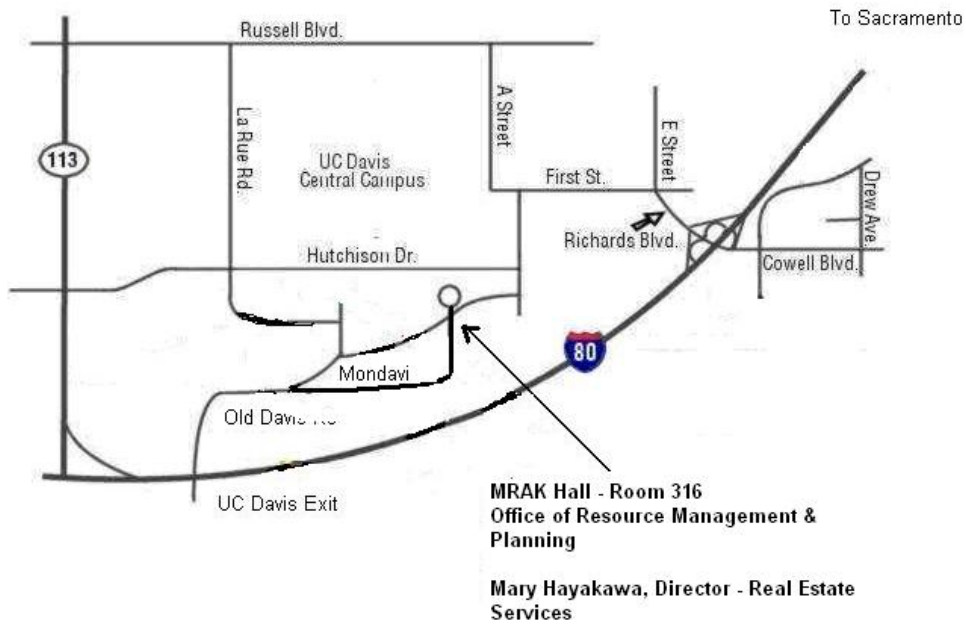 To Sacramento
Russell Blvd.
La Rue Rd.
A Street
E Street
113
UC Davis
Central Campus
First St.
Drew Ave.
Richards Blvd.
Hutchison Dr.
Cowell Blvd.
80
Mondavi
Old Davis
UC Davis Exit
MRAK Hall - Room 316
Office of Resource Management &
Planning
Mary Hayakawa, Director - Real Estate
Services